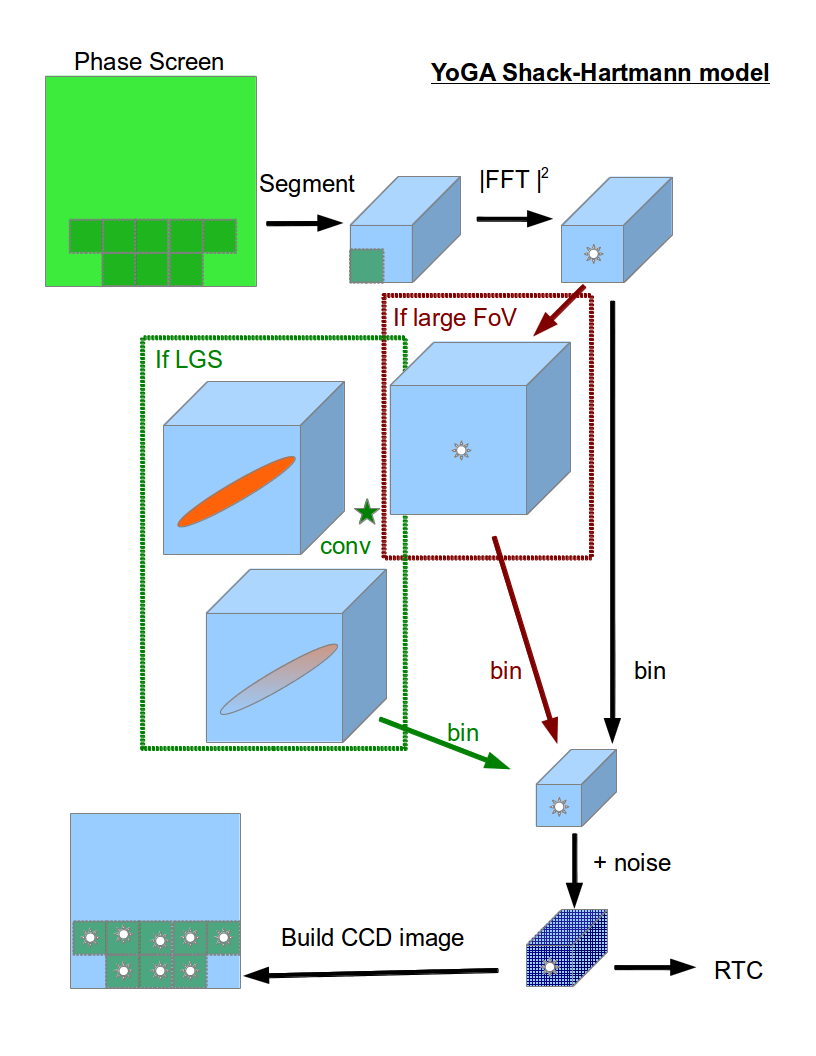 Phase Screen
YoGA Shack-Hartmann model
Segment
|FFT |²
If large FoV
If LGS
conv
bin
bin
bin
+ noise
Build CCD image
RTC